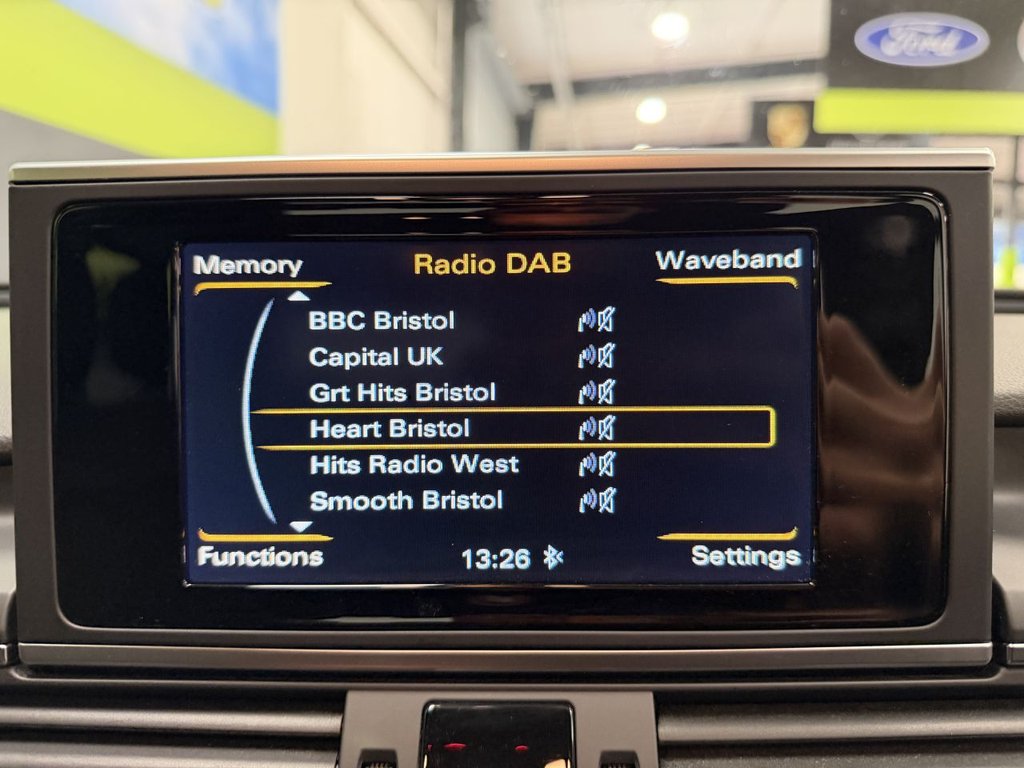 Ford
Memory Radio DAB Waveband
BBC Bristol
Capital UK
Grt Hits Bristol
Heart Bristol
Hits Radio West
Smooth Bristol
Functions 13:26 Settings